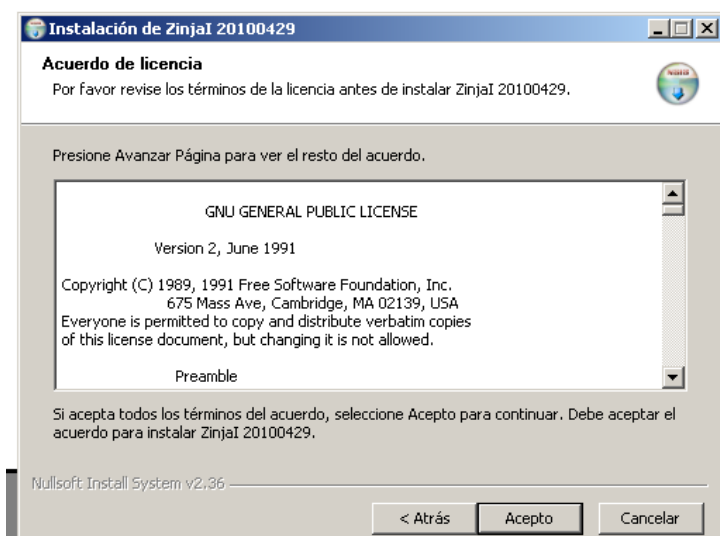 Instalación de ZinjaI 20100429
Acuerdo de licencia
Por favor revise los términos de la licencia antes de instalar ZinjaI 20100429.
Presione Avanzar Página para ver el resto del acuerdo.
GNU GENERAL PUBLIC LICENSE
Version 2, June 1991
Copyright (C) 1989, 1991 Free Software Foundation, Inc.
675 Mass Ave, Cambridge, MA 02139, USA
Everyone is permitted to copy and distribute verbatim copies
of this license document, but changing it is not allowed.
Preamble
Si acepta todos los términos del acuerdo, seleccione Acepto para continuar. Debe aceptar el
acuerdo para instalar ZinjaI 20100429.
Nullsoft Install System v2.36
< Atrás
Acepto
Cancelar